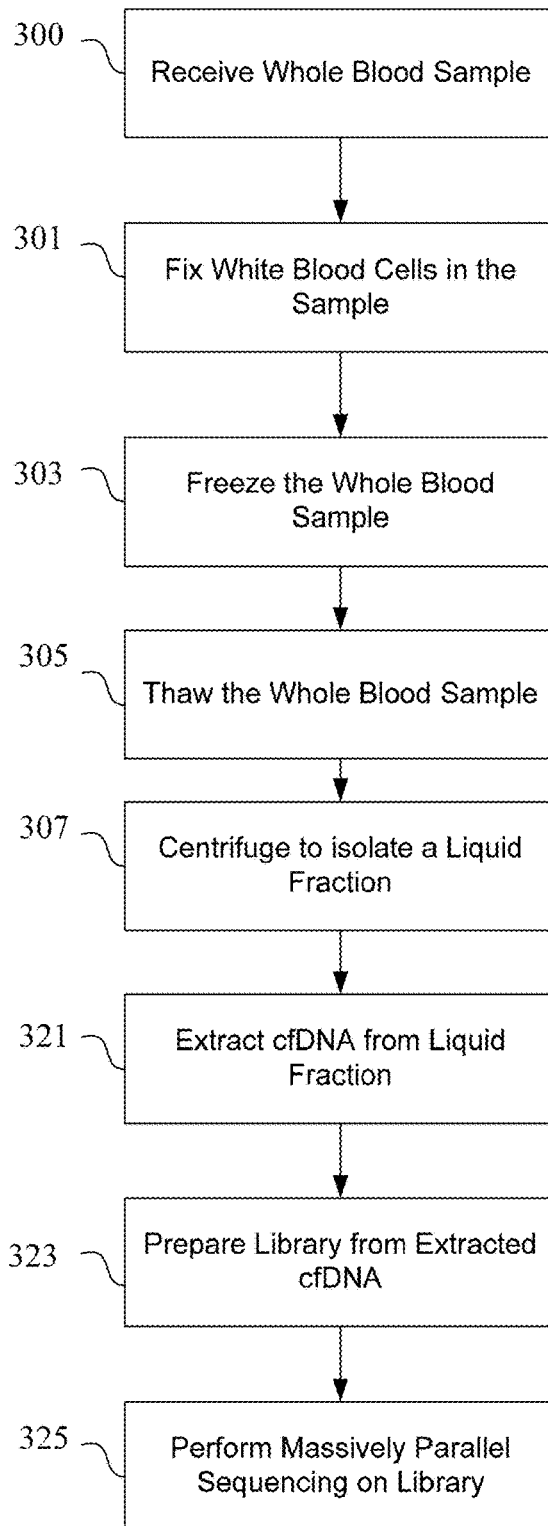 300
Receive Whole Blood Sample
301
Fix White Blood Cells in the
Sample
303
Freeze the Whole Blood
Sample
305
Thaw the Whole Blood Sample
307
Centrifuge to isolate a Liquid
Fraction
321
Extract cfDNA from Liquid
Fraction
323
Prepare Library from Extracted
cfDNA
325
Perform Massively Parallel
Sequencing on Library